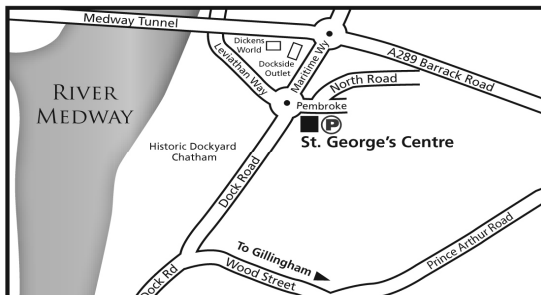 Medway Tunnel
Dickens
World
Dockside
Outlet
Leviathan Way
Maritime Wy
A289 Barrack Road
North Road
Pembroke
RIVER
MEDWAY
P
St. George's Centre
Historic Dockyard
Chatham
Dock Road
To Gillingham
Wood Street
Prince Arthur Road
Dock Rd